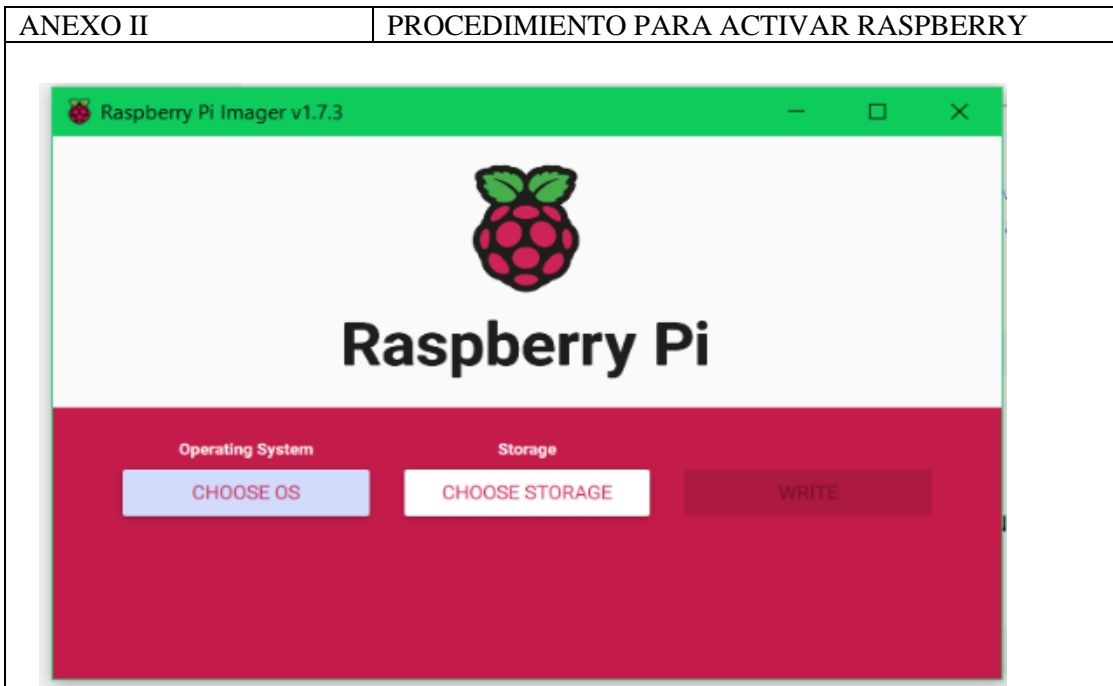 ANEXO II PROCEDIMIENTO PARA ACTIVAR RASPBERRY
Raspberry Pi Imager v1.7.3
Raspberry Pi
Operating System Storage
CHOOSE OS CHOOSE STORAGE WRITE